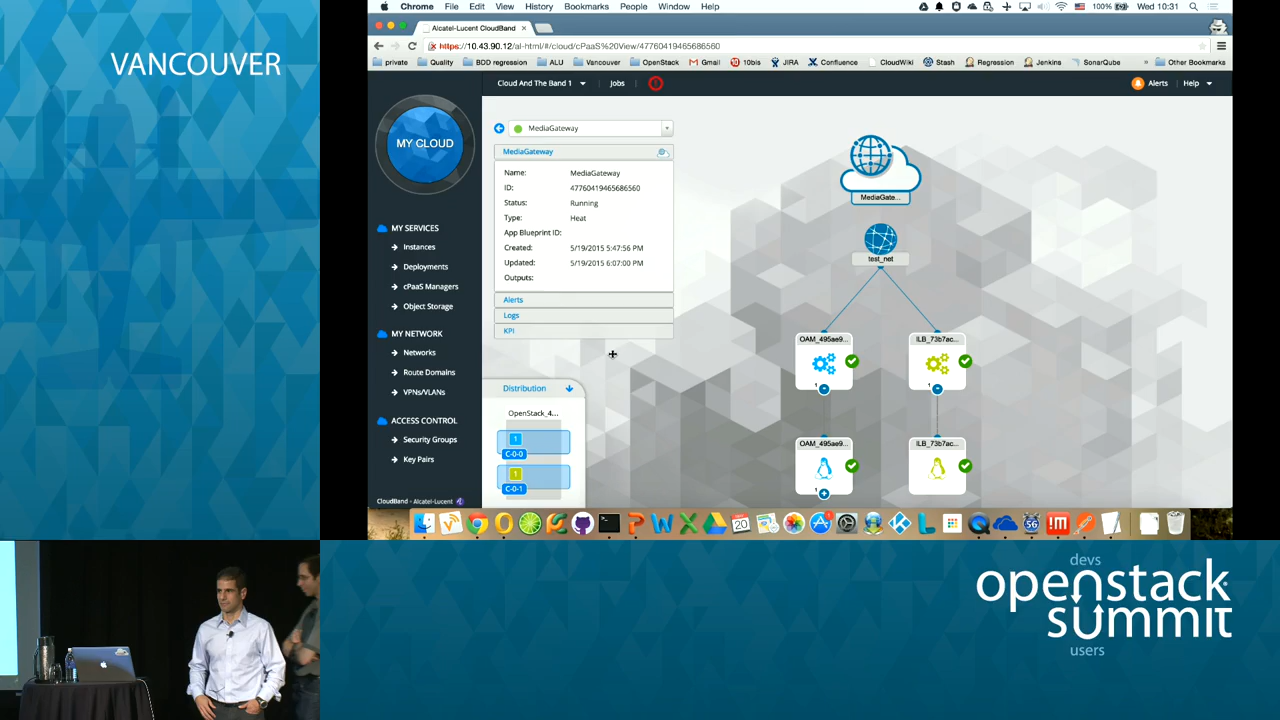 VANCOUVER
Chrome File Edit View History Bookmarks People Window Help
100% Wed 10:31
Alcatel-Lucent CloudBand
https://10.43.90.12/al-html/#/cloud/cPaaS%20View/47760419465686560
private Quality BDD regression ALU Vancouver OpenStack Gmail 10bis JIRA Confluence CloudWiki Stash Regression Jenkins SonarQube » Other Bookmarks
Cloud And The Band 1 Jobs Alerts Help
MY CLOUD
MY SERVICES
Instances
Deployments
cPaaS Managers
Object Storage
MY NETWORK
Networks
Route Domains
VPNs/VLANs
ACCESS CONTROL
Security Groups
Key Pairs
CloudBand - Alcatel-Lucent
MediaGateway
MediaGateway
Name: MediaGateway
ID: 47760419465686560
Status: Running
Type: Heat
App Blueprint ID:
Created: 5/19/2015 5:47:56 PM
Updated: 5/19/2015 6:07:00 PM
Outputs:
Alerts
Logs
KPI
Distribution
OpenStack_4...
1
C-0-0
1
C-0-1
MediaGate...
test_net
OAM_495ae9... ILB_73b7ac...
OAM_495ae9... ILB_73b7ac...
20
56
devs
openstack
summit
users